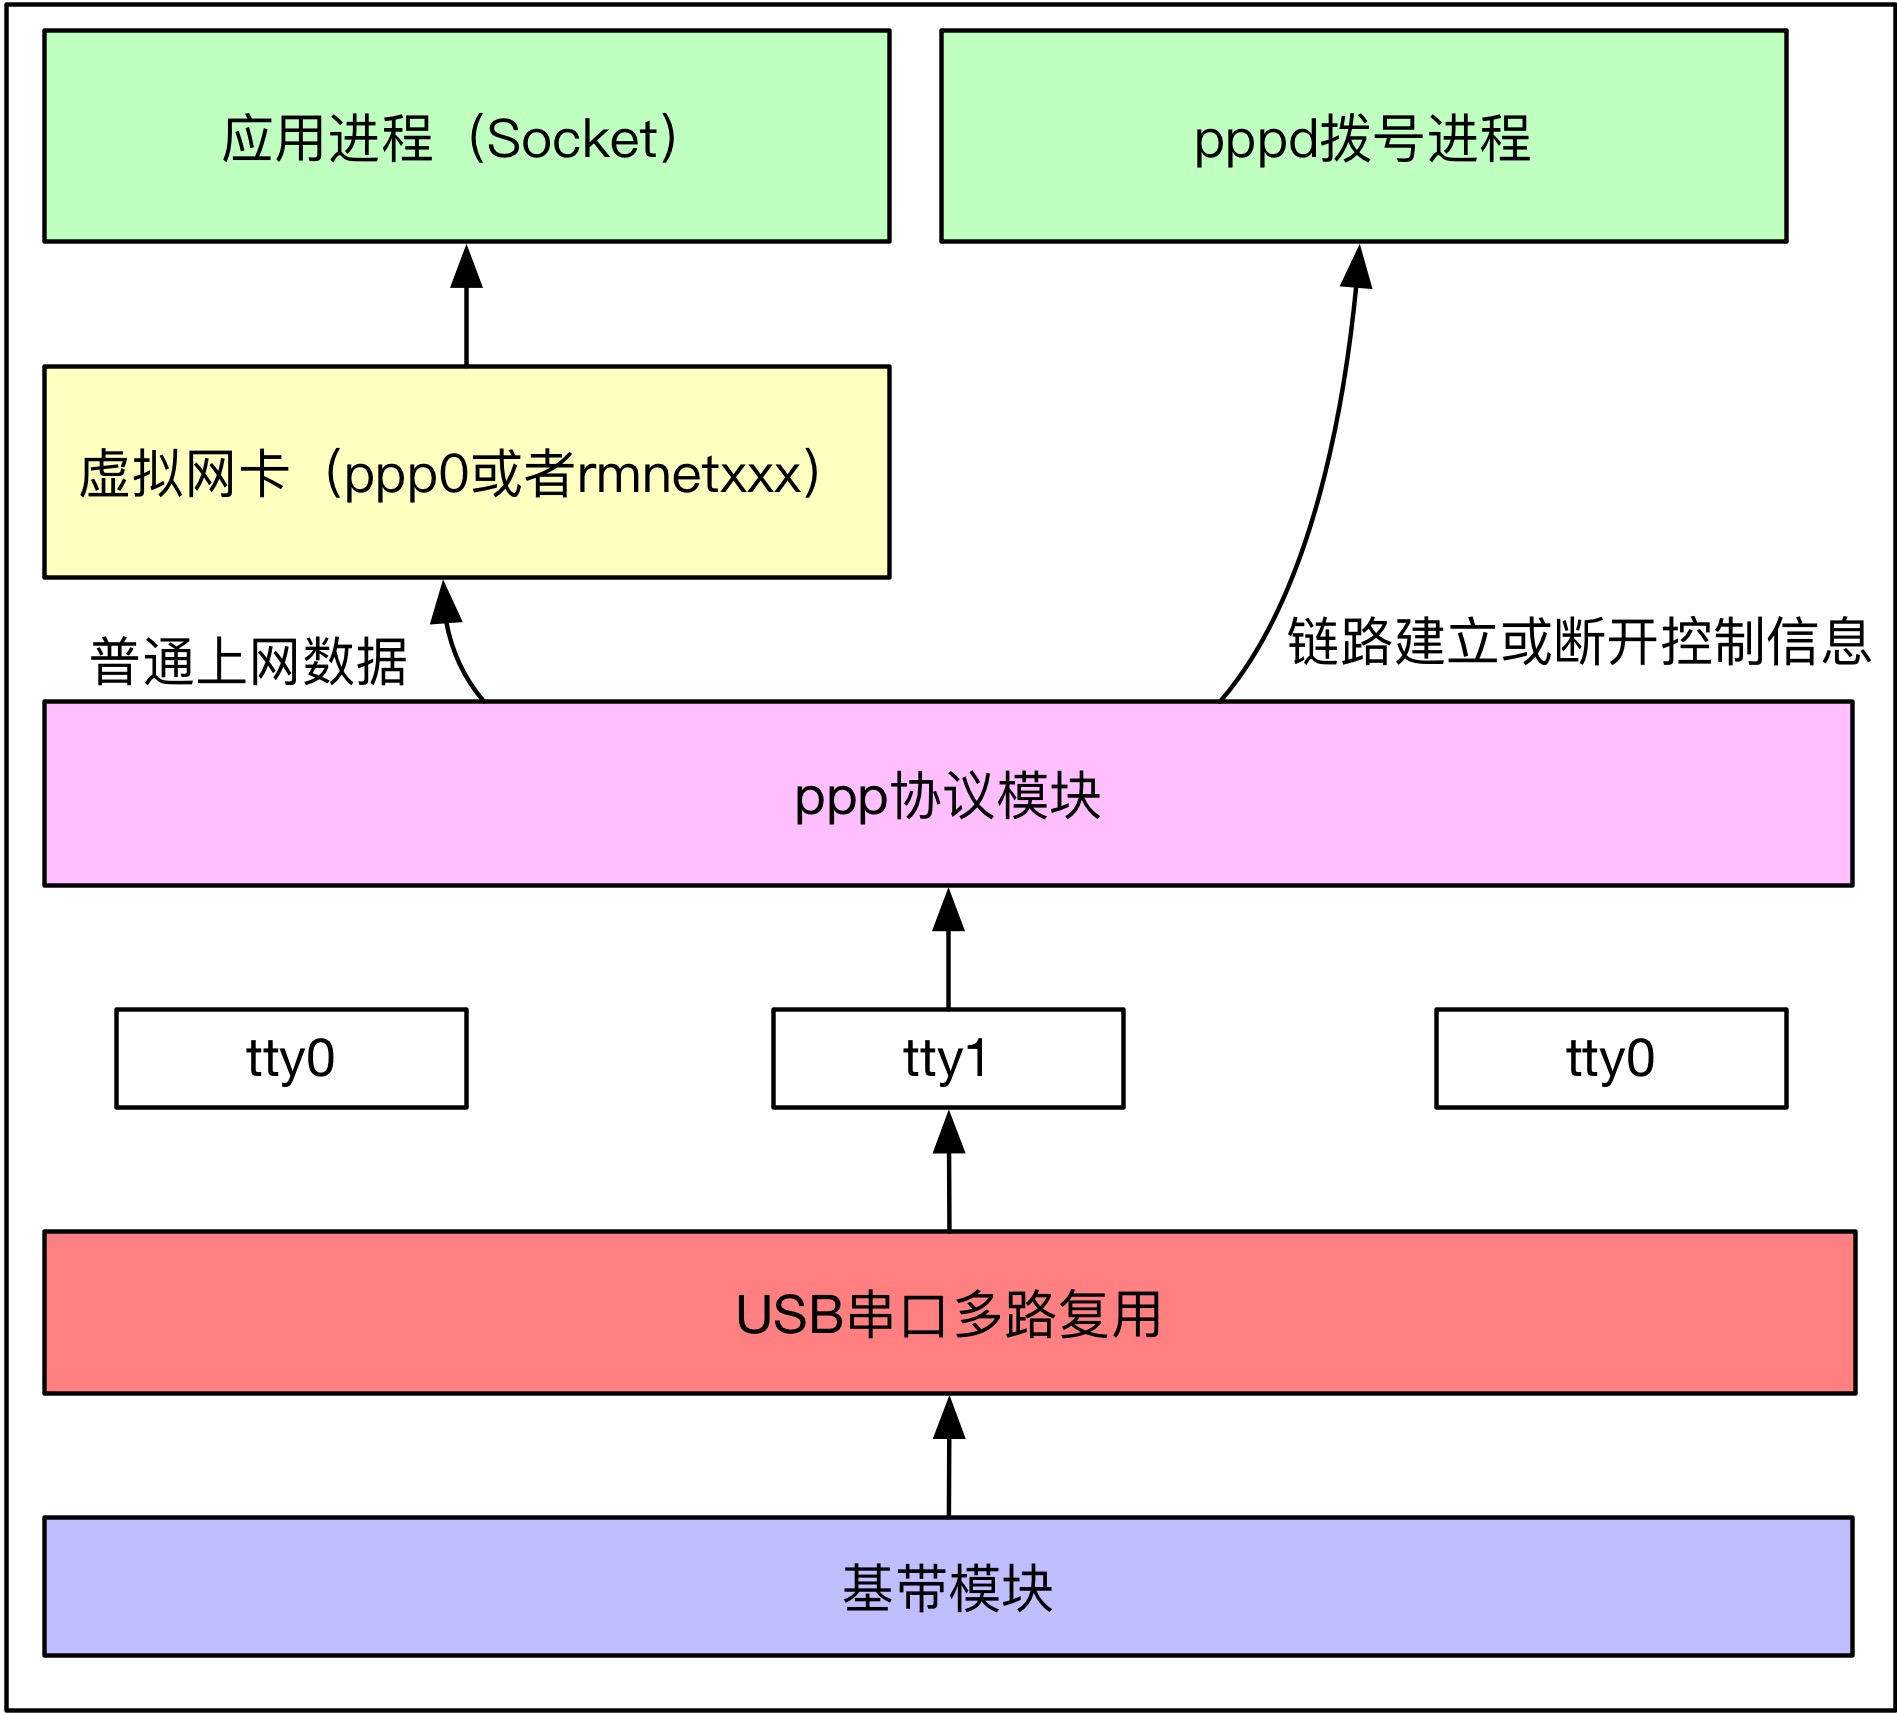 应用进程（Socket）
pppd拨号进程
虚拟网卡（ppp0或者rmnetxxx）
普通上网数据
链路建立或断开控制信息
ppp协议模块
tty0
tty1
tty0
USB串口多路复用
基带模块